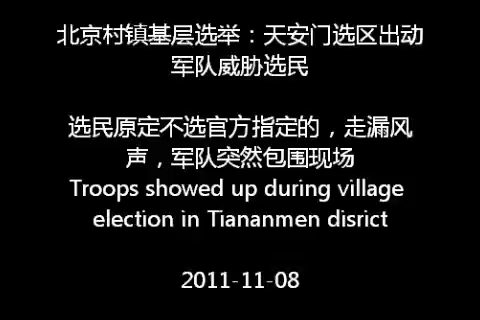 北京村镇基层选举：天安门选区出动
军队威胁选民
选民原定不选官方指定的，走漏风
声，军队突然包围现场
Troops showed up during village
election in Tiananmen disrict
2011-11-08